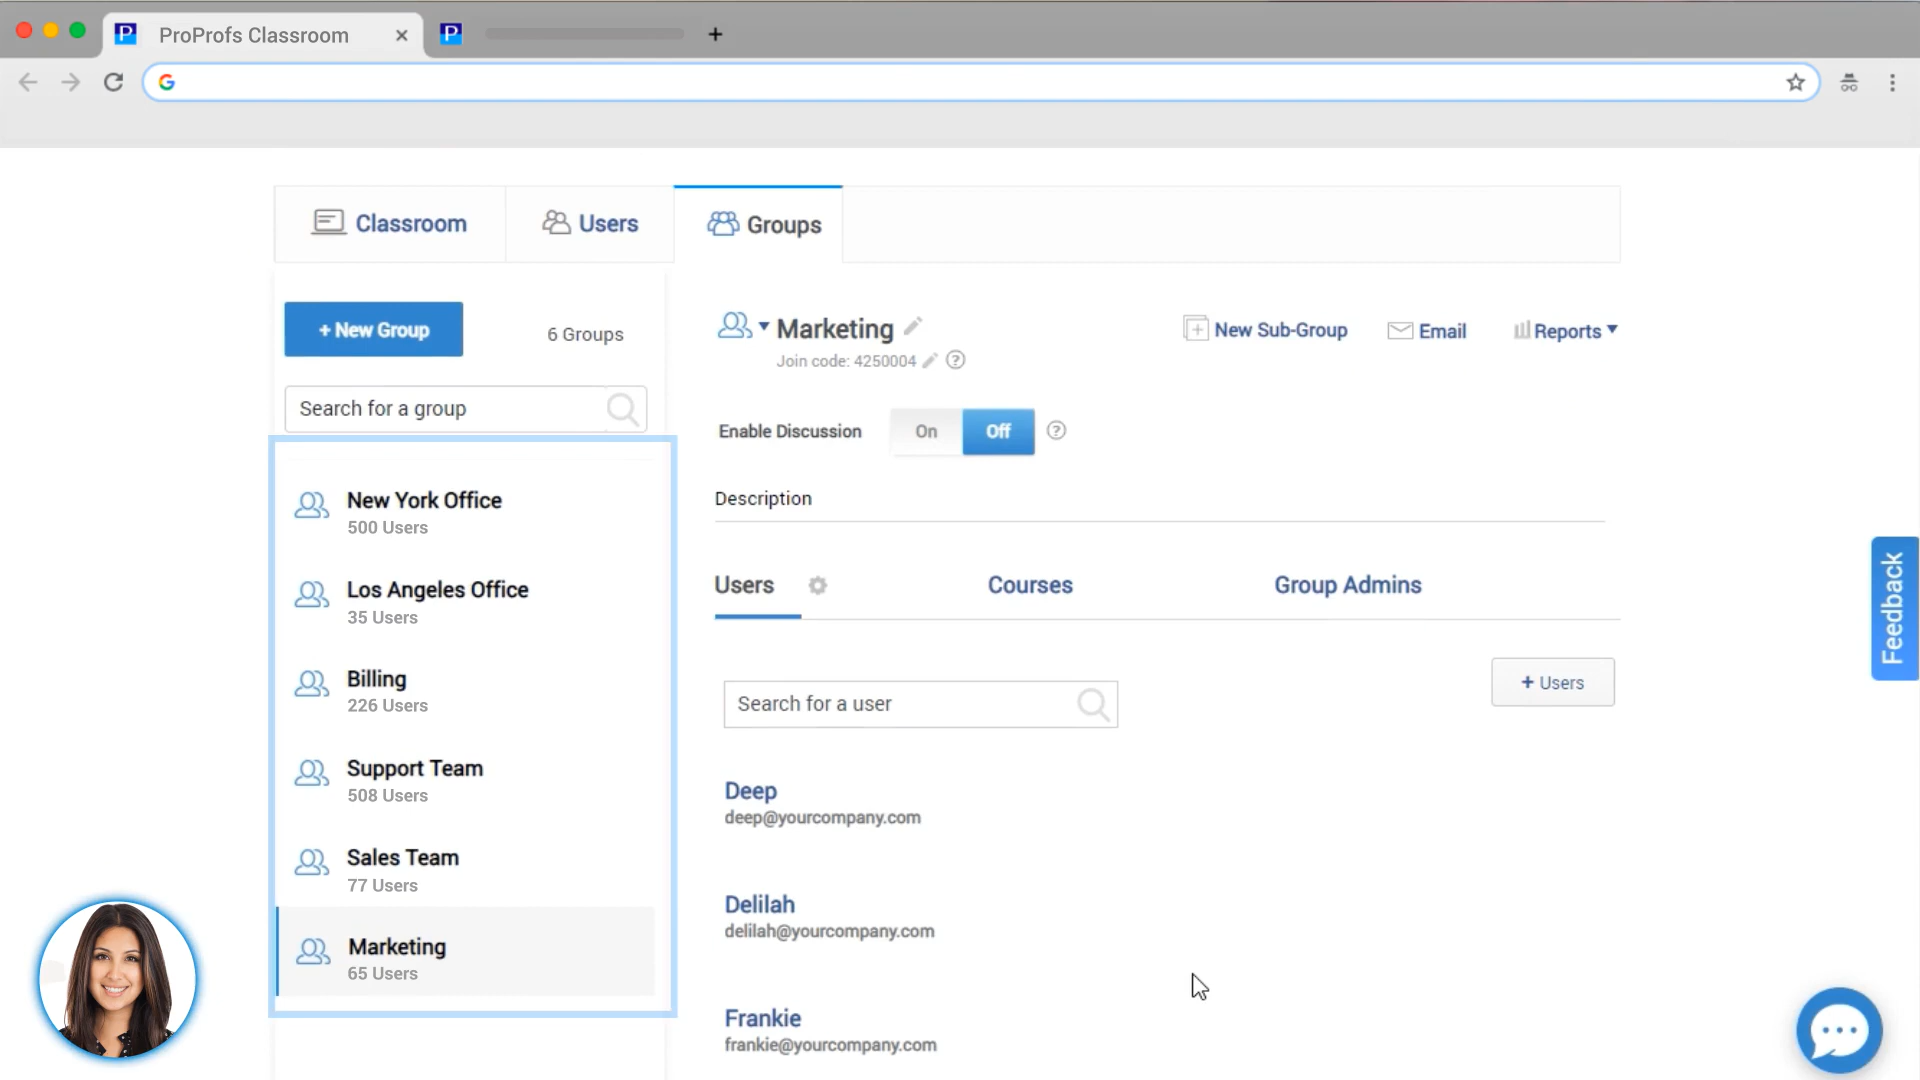 P ProProfs Classroom
P
Classroom
Users
Groups
+ New Group
6 Groups
Search for a group
New York Office
500 Users
Los Angeles Office
35 Users
Billing
226 Users
Support Team
508 Users
Sales Team
77 Users
Marketing
65 Users
Marketing
Join code: 4250004
New Sub-Group
Email
Reports
Enable Discussion
On
Off
Description
Users
Courses
Group Admins
Search for a user
+ Users
Deep
deep@yourcompany.com
Delilah
delilah@yourcompany.com
Frankie
frankie@yourcompany.com
Feedback